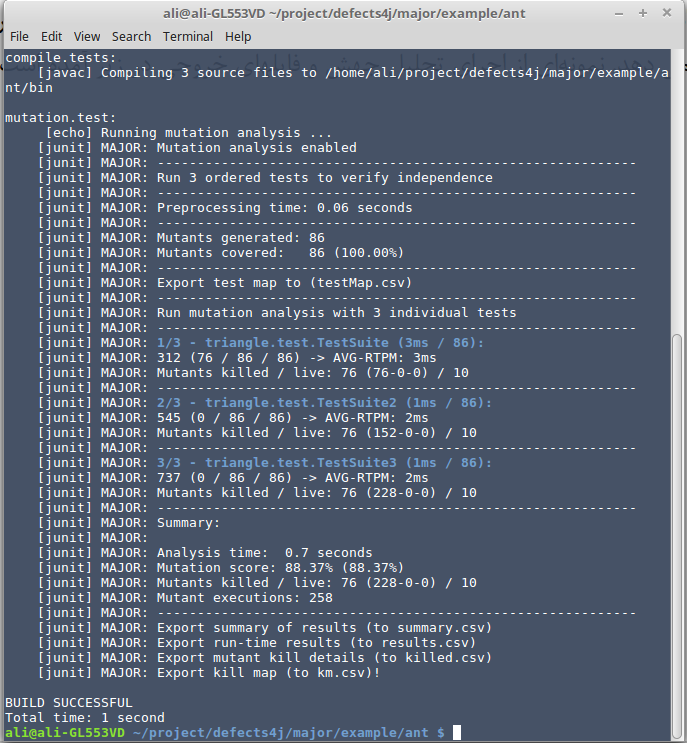 ali@ali-GL553VD ~/project/defects4j/major/example/ant
File Edit View Search Terminal Help
compile.tests:
[javac] Compiling 3 source files to /home/ali/project/defects4j/major/example/a
nt/bin
mutation.test:
[echo] Running mutation analysis ...
[junit] MAJOR: Mutation analysis enabled
[junit] MAJOR: ------------------------------------------------------------
[junit] MAJOR: Run 3 ordered tests to verify independence
[junit] MAJOR: ------------------------------------------------------------
[junit] MAJOR: Preprocessing time: 0.06 seconds
[junit] MAJOR: ------------------------------------------------------------
[junit] MAJOR: Mutants generated: 86
[junit] MAJOR: Mutants covered:   86 (100.00%)
[junit] MAJOR: ------------------------------------------------------------
[junit] MAJOR: Export test map to (testMap.csv)
[junit] MAJOR: ------------------------------------------------------------
[junit] MAJOR: Run mutation analysis with 3 individual tests
[junit] MAJOR: ------------------------------------------------------------
[junit] MAJOR: 1/3 - triangle.test.TestSuite (3ms / 86):
[junit] MAJOR: 312 (76 / 86 / 86) -> AVG-RTPM: 3ms
[junit] MAJOR: Mutants killed / live: 76 (76-0-0) / 10
[junit] MAJOR: ------------------------------------------------------------
[junit] MAJOR: 2/3 - triangle.test.TestSuite2 (1ms / 86):
[junit] MAJOR: 545 (0 / 86 / 86) -> AVG-RTPM: 2ms
[junit] MAJOR: Mutants killed / live: 76 (152-0-0) / 10
[junit] MAJOR: ------------------------------------------------------------
[junit] MAJOR: 3/3 - triangle.test.TestSuite3 (1ms / 86):
[junit] MAJOR: 737 (0 / 86 / 86) -> AVG-RTPM: 2ms
[junit] MAJOR: Mutants killed / live: 76 (228-0-0) / 10
[junit] MAJOR: ------------------------------------------------------------
[junit] MAJOR: Summary:
[junit] MAJOR:
[junit] MAJOR: Analysis time:  0.7 seconds
[junit] MAJOR: Mutation score: 88.37% (88.37%)
[junit] MAJOR: Mutants killed / live: 76 (228-0-0) / 10
[junit] MAJOR: Mutant executions: 258
[junit] MAJOR: ------------------------------------------------------------
[junit] MAJOR: Export summary of results (to summary.csv)
[junit] MAJOR: Export run-time results (to results.csv)
[junit] MAJOR: Export mutant kill details (to killed.csv)
[junit] MAJOR: Export kill map (to km.csv)!
BUILD SUCCESSFUL
Total time: 1 second
ali@ali-GL553VD ~/project/defects4j/major/example/ant $